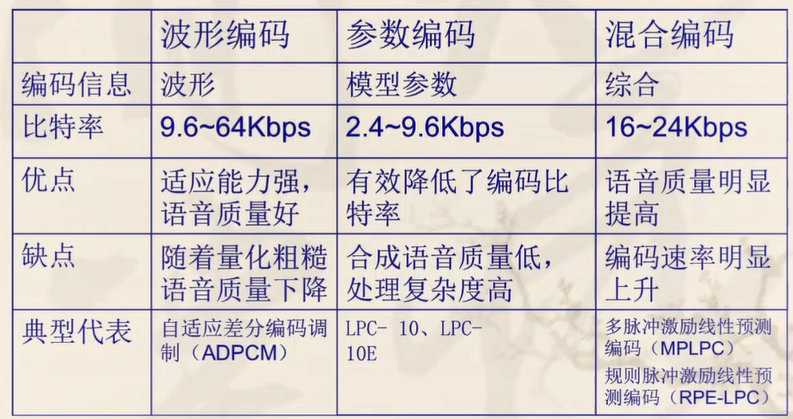 波形编码 参数编码 混合编码
编码信息 波形 模型参数 综合
比特率 9.6~64Kbps 2.4~9.6Kbps 16~24Kbps
优点 适应能力强，语音质量好 有效降低了编码比特率 语音质量明显提高
缺点 随着量化粗糙语音质量下降 合成语音质量低，处理复杂度高 编码速率明显上升
典型代表 自适应差分编码调制（ADPCM） LPC- 10、LPC-10E 多脉冲激励线性预测编码（MPLPC）
规则脉冲激励线性预测编码（RPE-LPC）